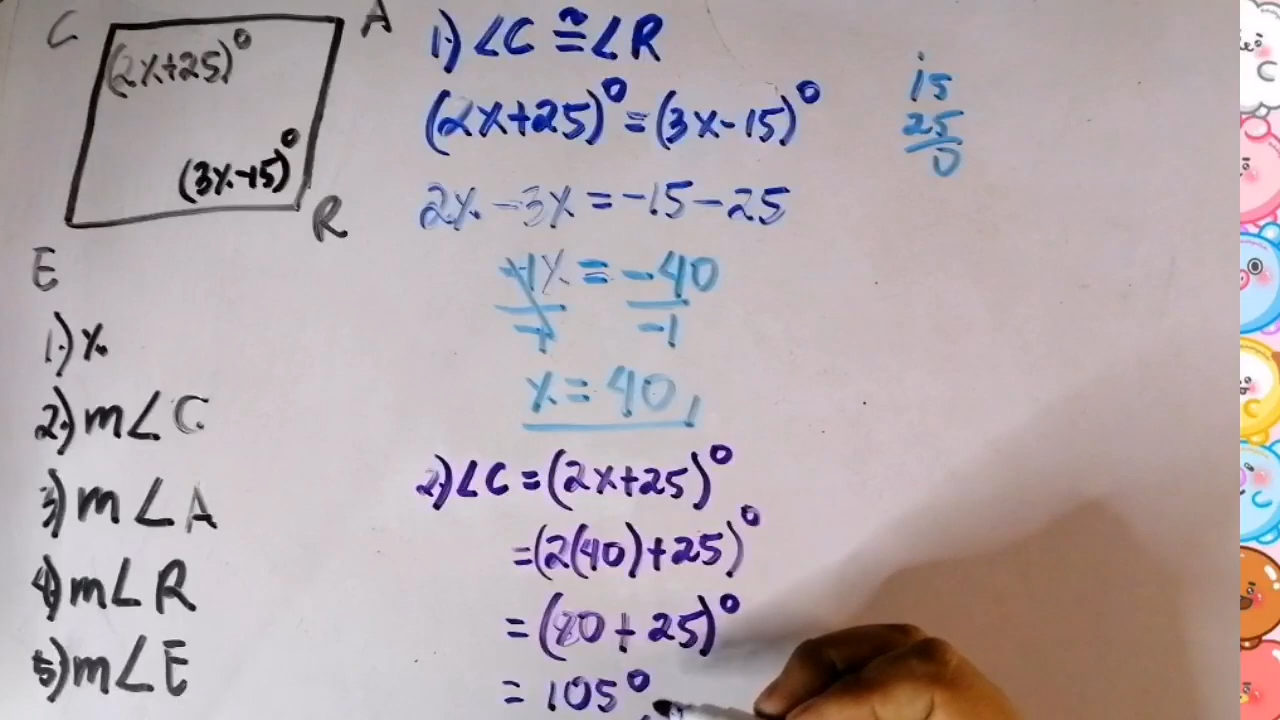 C
A
(2x+25)°
(3x-15)°
R
E
1.) x
2.) m∠C
3.) m∠A
4.) m∠R
5.) m∠E
1.) ∠C ≅ ∠R
(2x+25)° = (3x-15)°
2x - 3x = -15 - 25
-1x = -40
-1 -1
x = 40
2.) ∠C = (2x+25)°
= (2(40)+25)°
= (80+25)°
= 105°
15
25
0